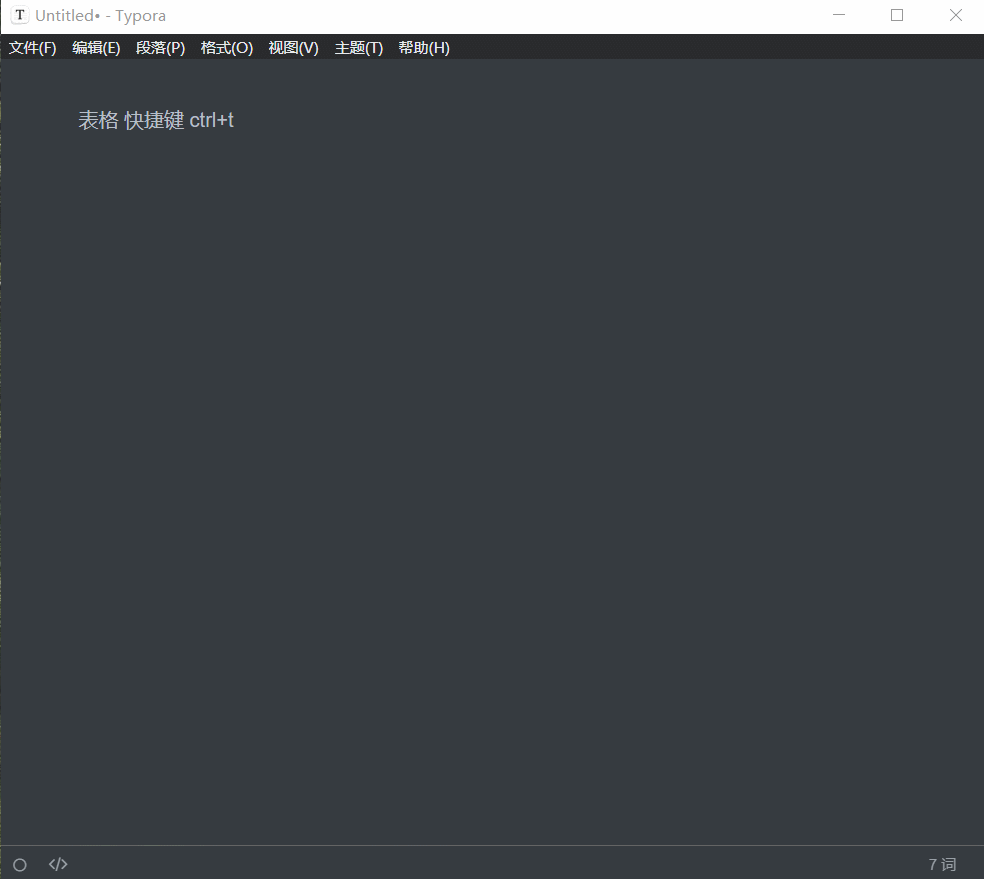 Untitled• - Typora
文件(F) 编辑(E) 段落(P) 格式(O) 视图(V) 主题(T) 帮助(H)
表格 快捷键 ctrl+t
7 词